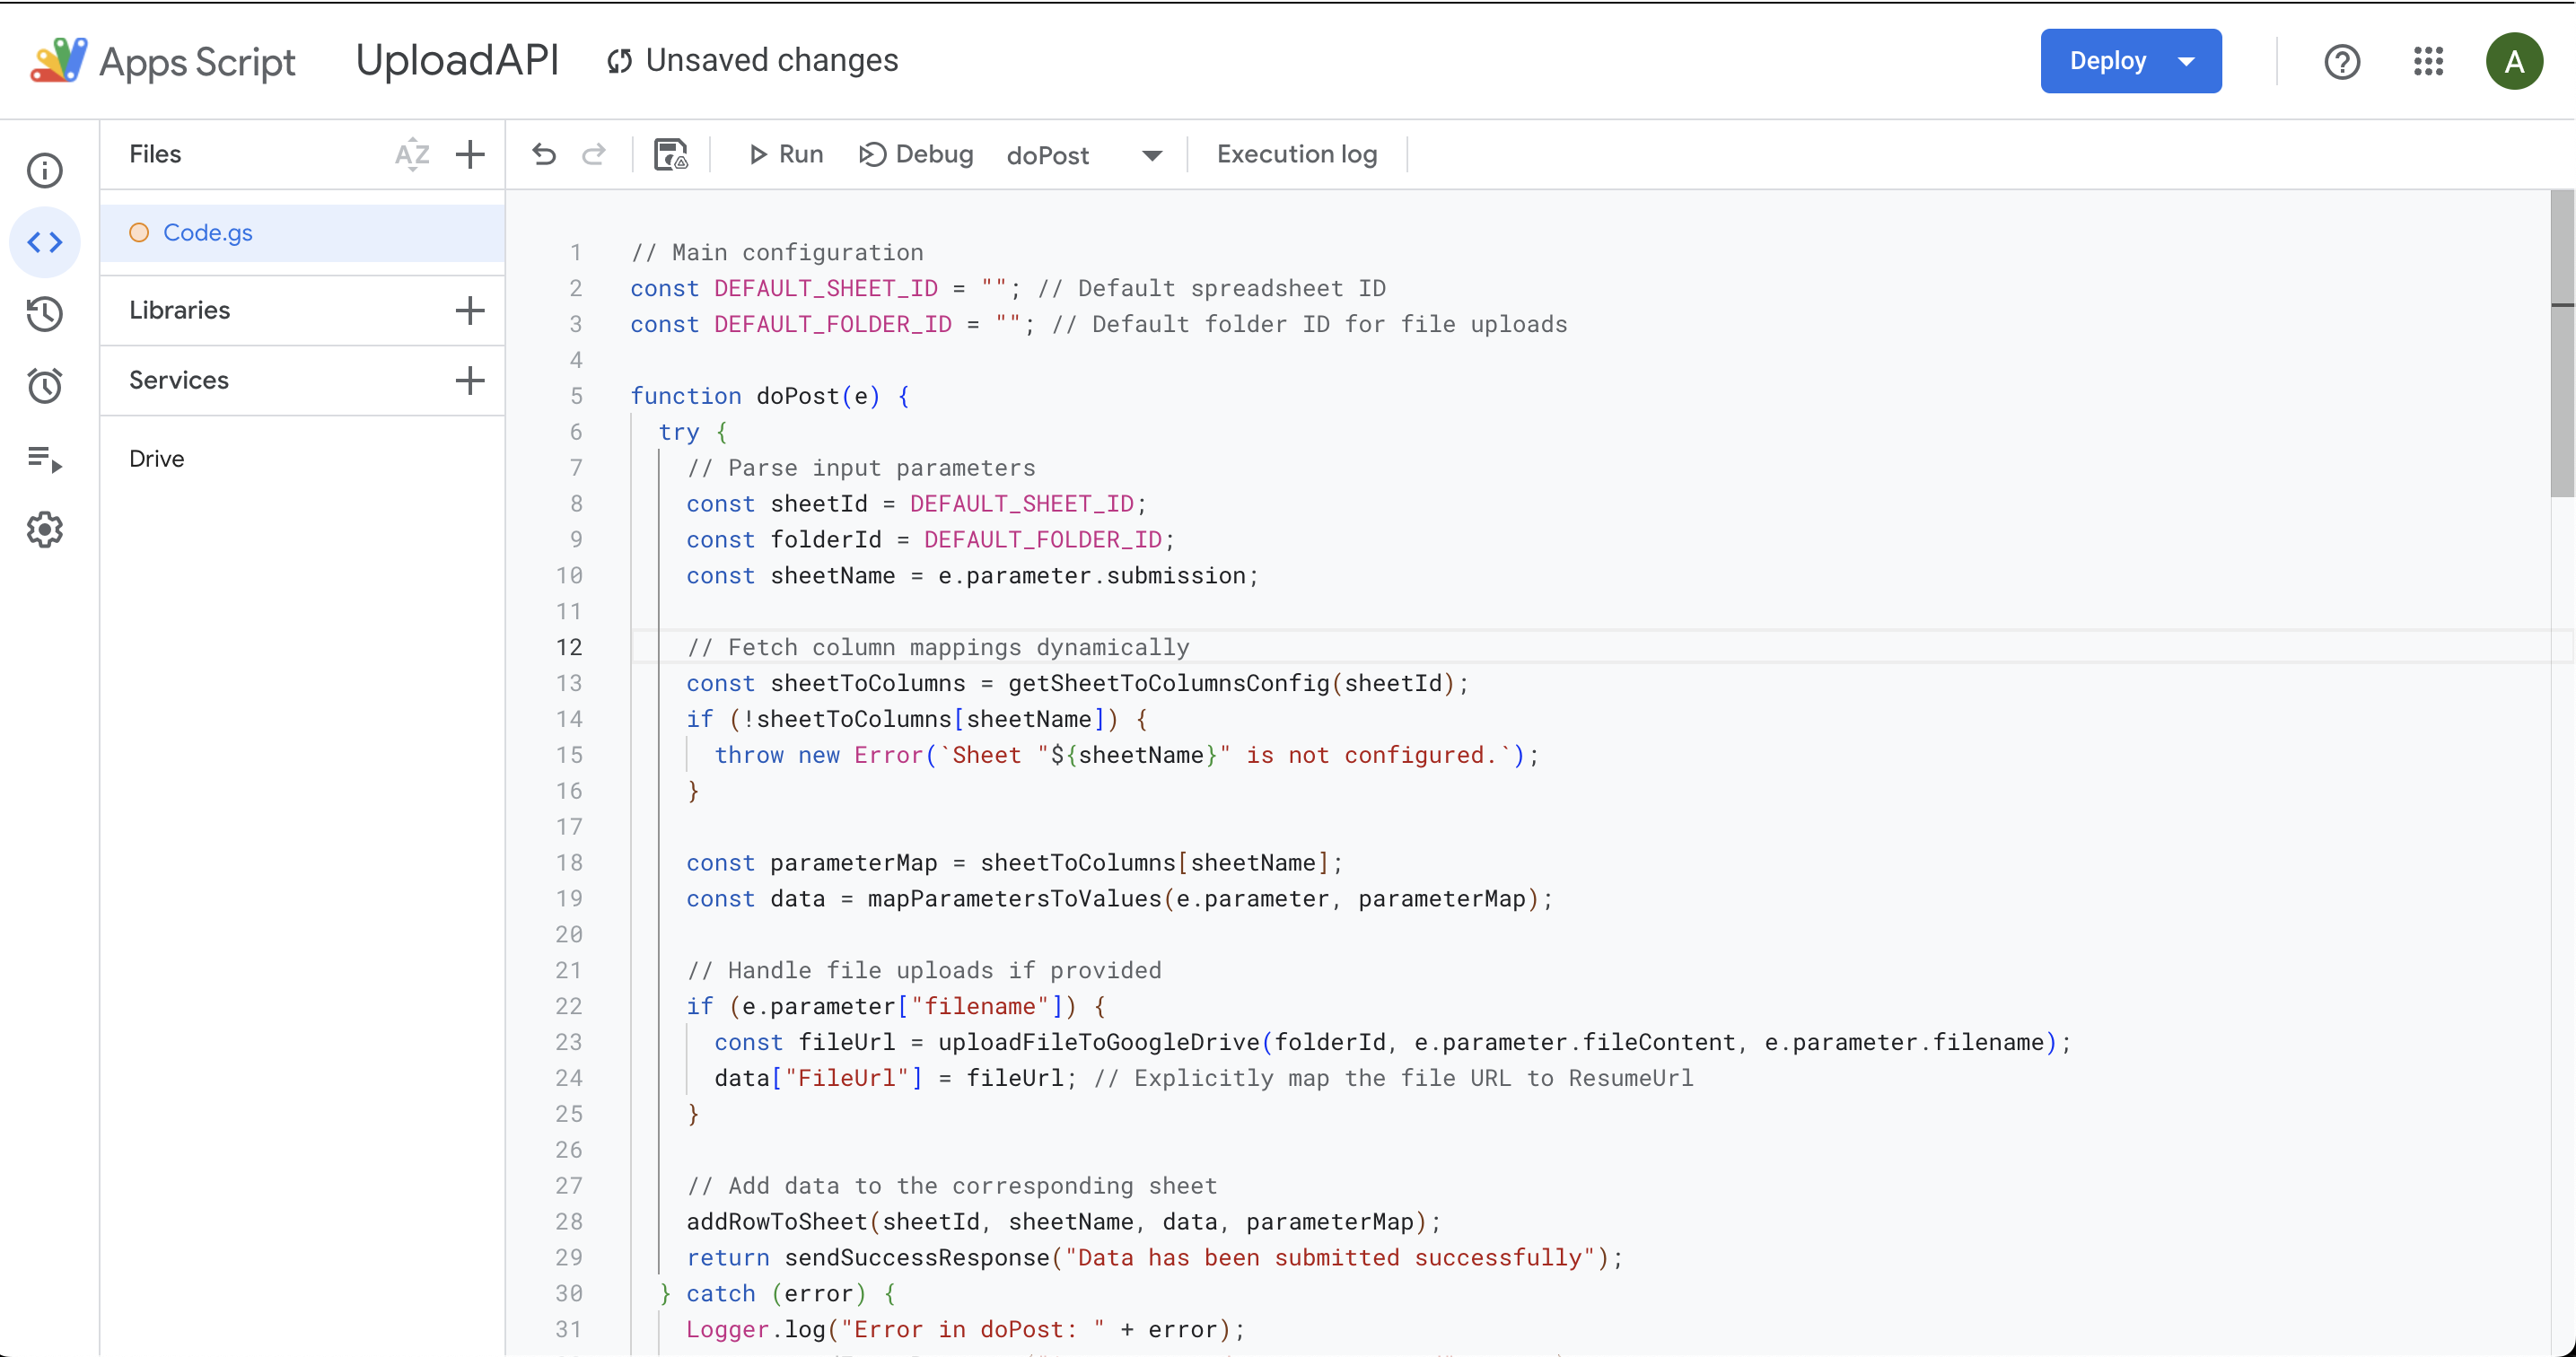 Apps Script UploadAPI Unsaved changes Deploy A
Files AZ Run Debug doPost Execution log
Code.gs
Libraries
Services
Drive
1 // Main configuration
2 const DEFAULT_SHEET_ID = ""; // Default spreadsheet ID
3 const DEFAULT_FOLDER_ID = ""; // Default folder ID for file uploads
4
5 function doPost(e) {
6 try {
7 // Parse input parameters
8 const sheetId = DEFAULT_SHEET_ID;
9 const folderId = DEFAULT_FOLDER_ID;
10 const sheetName = e.parameter.submission;
11
12 // Fetch column mappings dynamically
13 const sheetToColumns = getSheetToColumnsConfig(sheetId);
14 if (!sheetToColumns[sheetName]) {
15 throw new Error(`Sheet "${sheetName}" is not configured.`);
16 }
17
18 const parameterMap = sheetToColumns[sheetName];
19 const data = mapParametersToValues(e.parameter, parameterMap);
20
21 // Handle file uploads if provided
22 if (e.parameter["filename"]) {
23 const fileUrl = uploadFileToGoogleDrive(folderId, e.parameter.fileContent, e.parameter.filename);
24 data["FileUrl"] = fileUrl; // Explicitly map the file URL to ResumeUrl
25 }
26
27 // Add data to the corresponding sheet
28 addRowToSheet(sheetId, sheetName, data, parameterMap);
29 return sendSuccessResponse("Data has been submitted successfully");
30 } catch (error) {
31 Logger.log("Error in doPost: " + error);